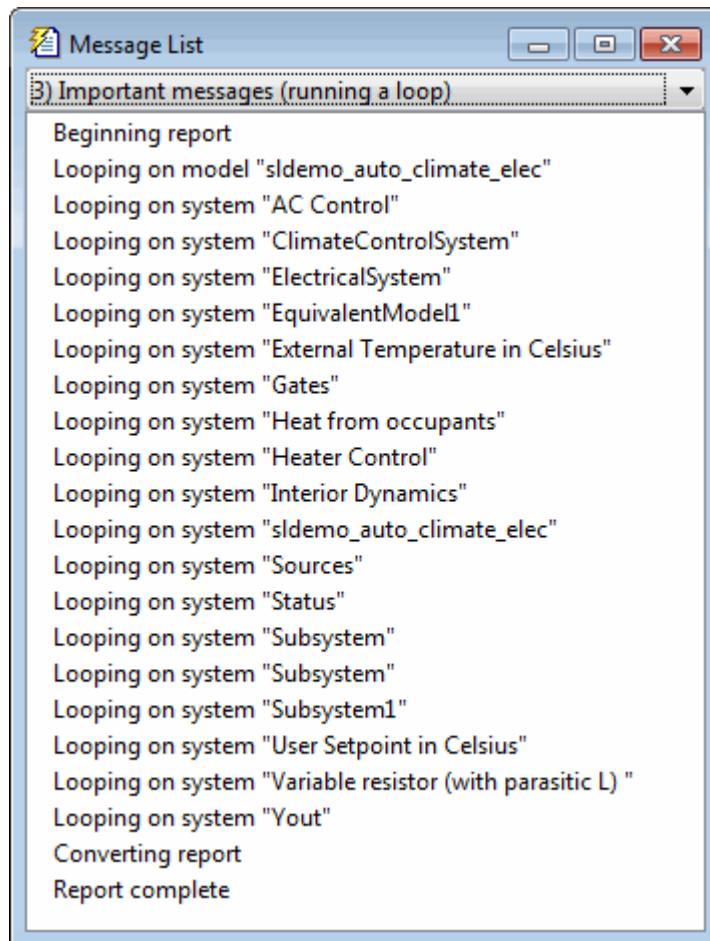 Message List
3) Important messages (running a loop)
Beginning report
Looping on model "sldemo_auto_climate_elec"
Looping on system "AC Control"
Looping on system "ClimateControlSystem"
Looping on system "ElectricalSystem"
Looping on system "EquivalentModel1"
Looping on system "External Temperature in Celsius"
Looping on system "Gates"
Looping on system "Heat from occupants"
Looping on system "Heater Control"
Looping on system "Interior Dynamics"
Looping on system "sldemo_auto_climate_elec"
Looping on system "Sources"
Looping on system "Status"
Looping on system "Subsystem"
Looping on system "Subsystem"
Looping on system "Subsystem1"
Looping on system "User Setpoint in Celsius"
Looping on system "Variable resistor (with parasitic L) "
Looping on system "Yout"
Converting report
Report complete